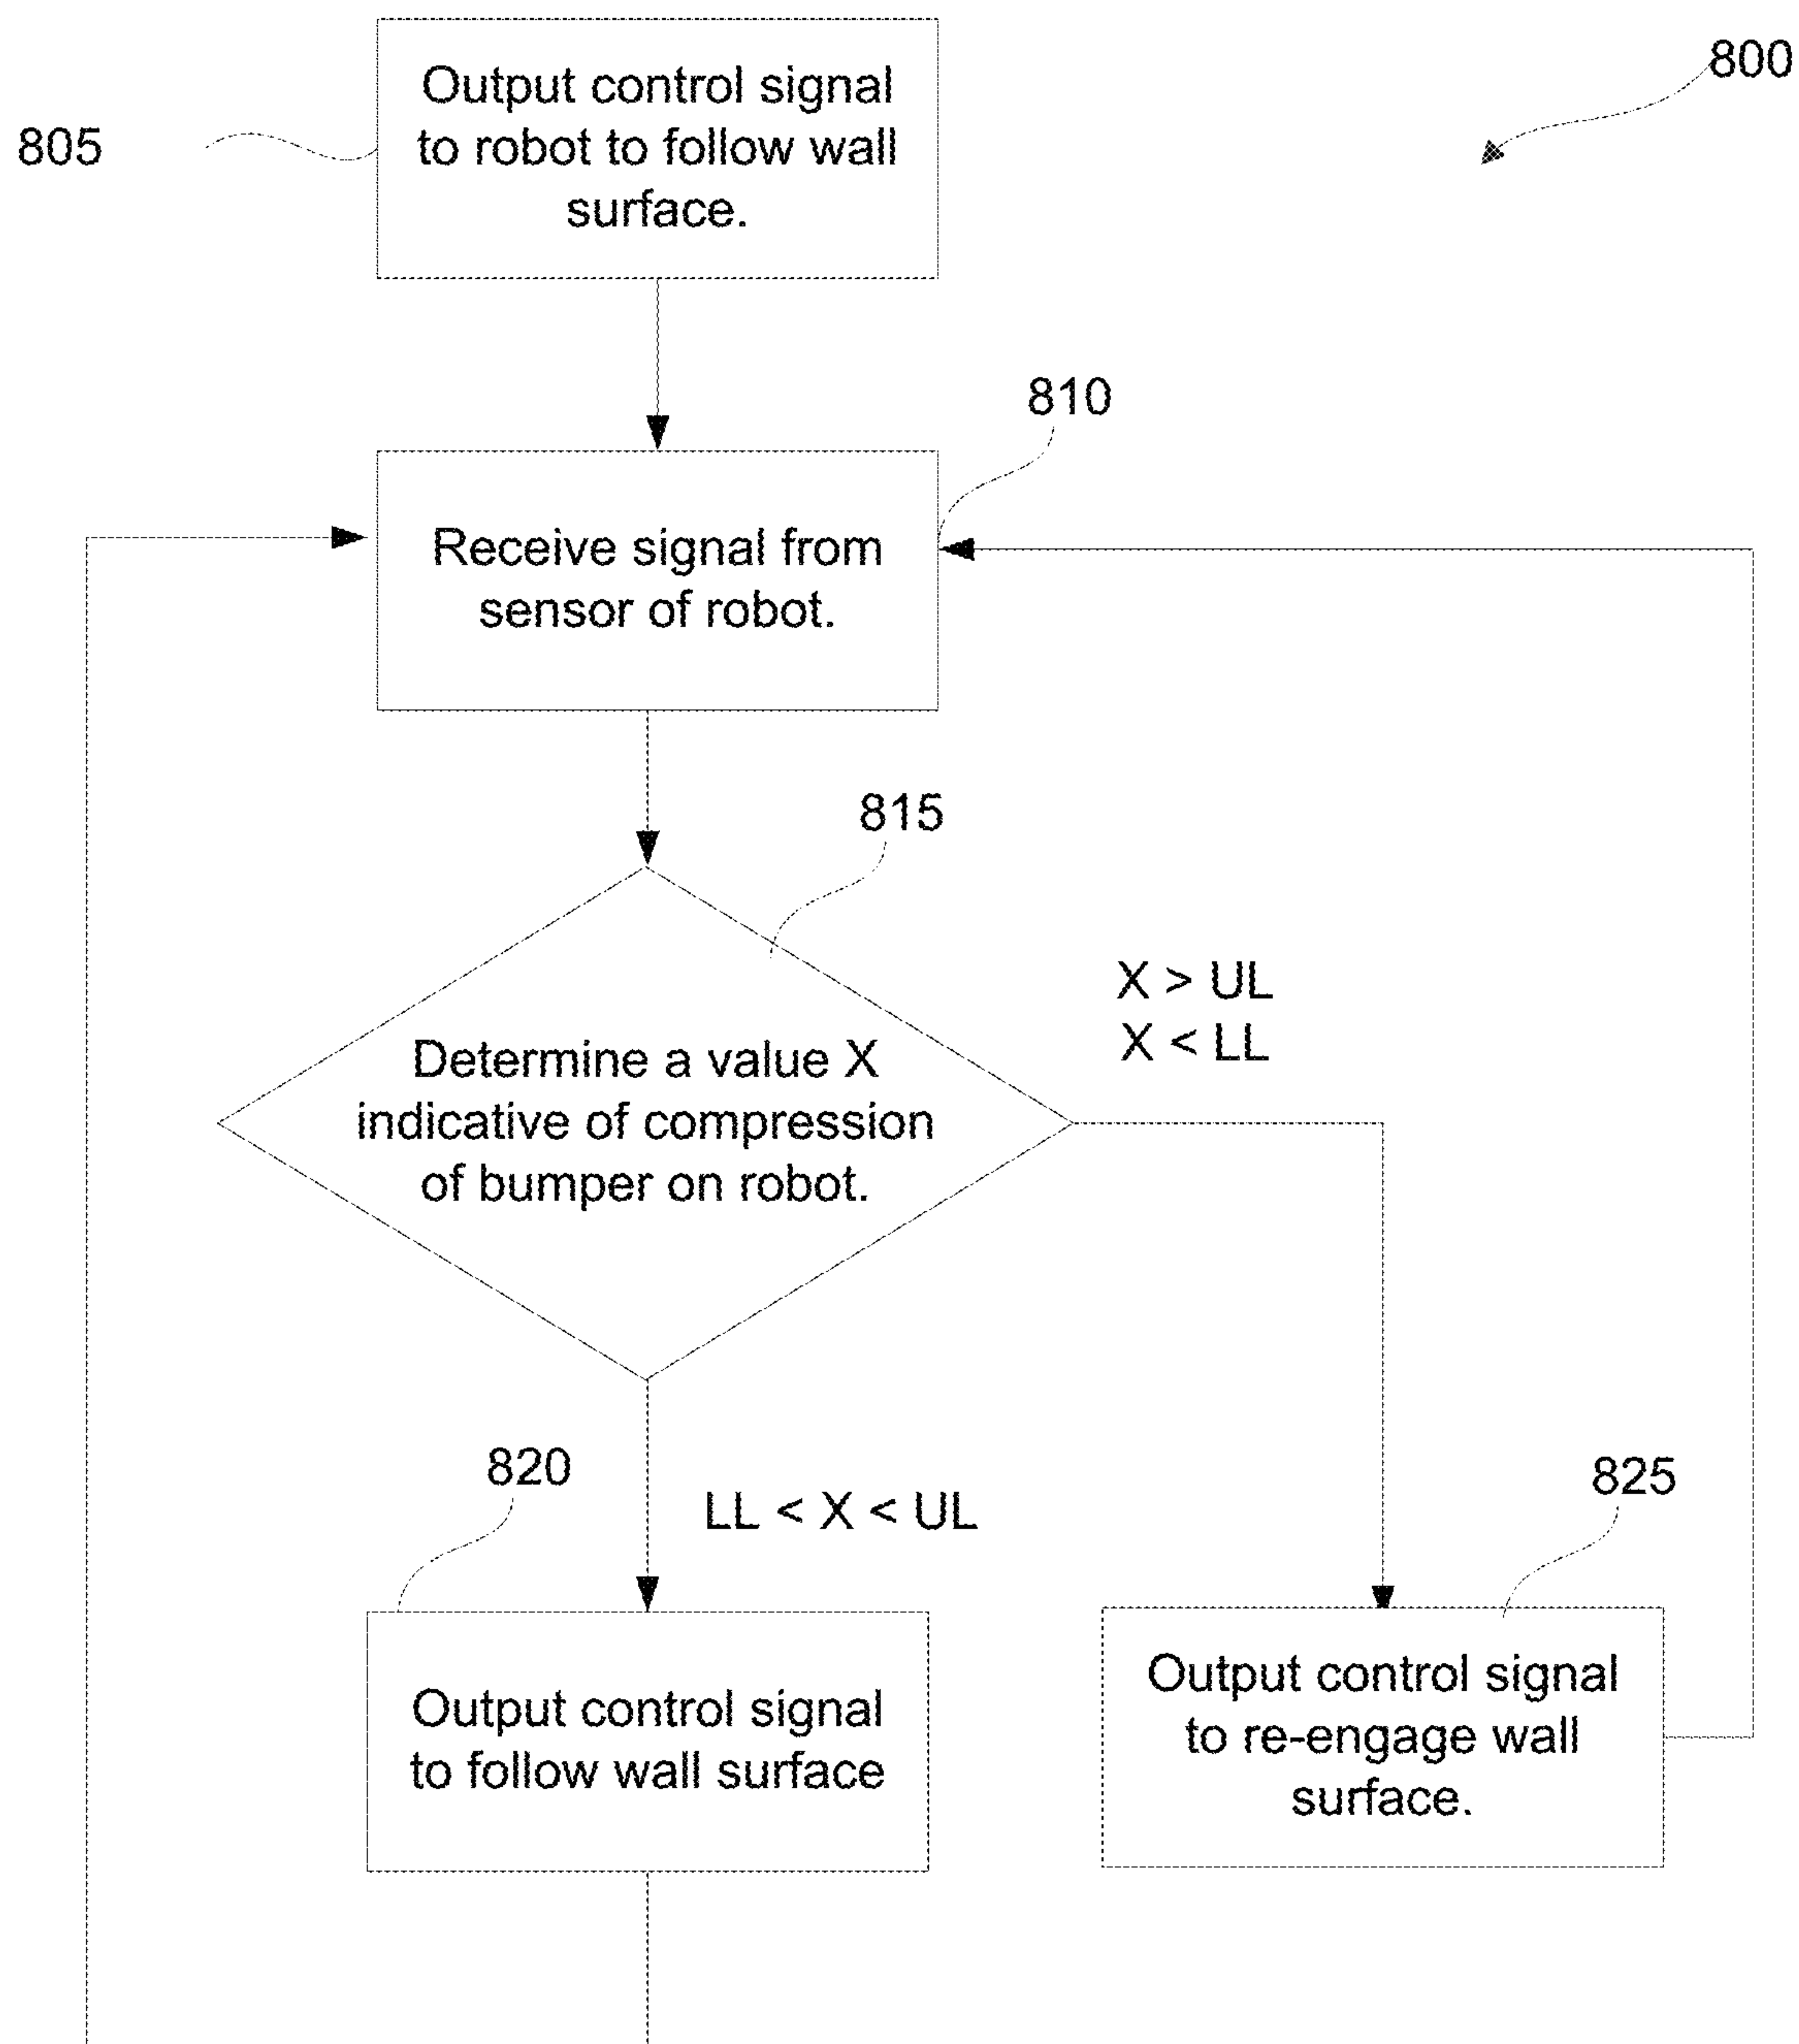 800
805
Output control signal
to robot to follow wall
surface.
810
Receive signal from
sensor of robot.
815
Determine a value X
indicative of compression
of bumper on robot.
X > UL
X < LL
820
LL < X < UL
825
Output control signal
to follow wall surface
Output control signal
to re-engage wall
surface.